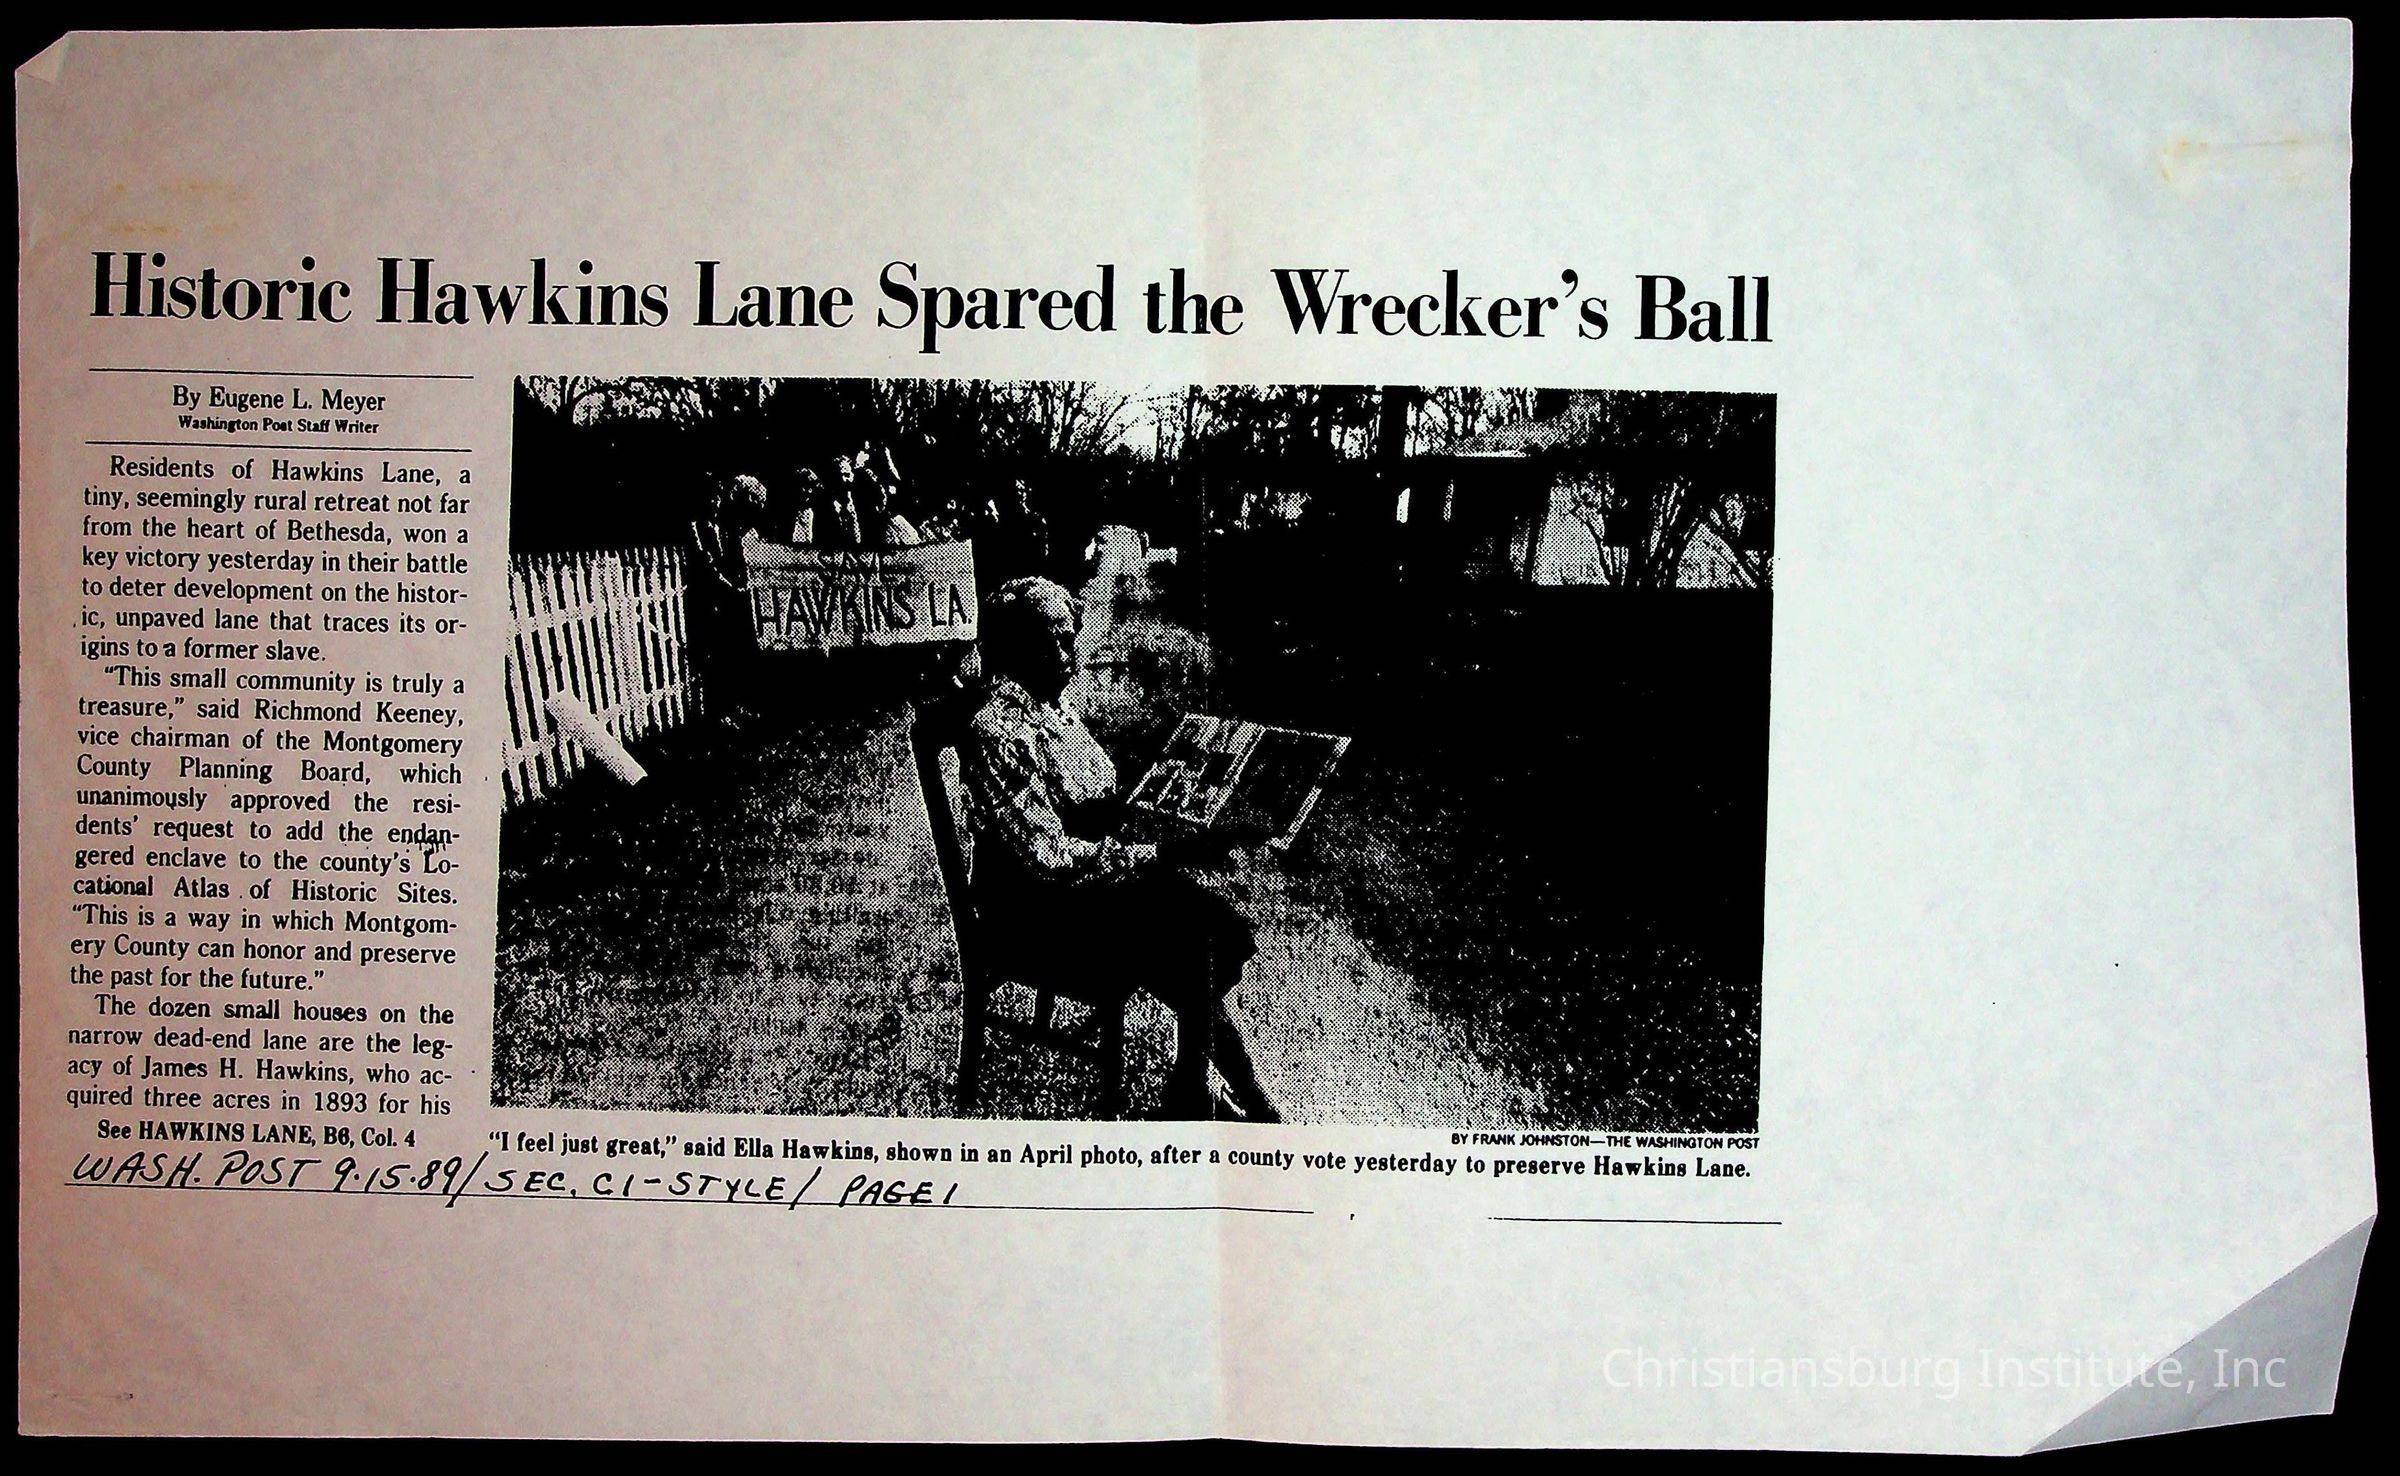 Historic Hawkins Lane Spared the Wrecker's Ball
By Eugene L. Meyer
Washington Post Staff Writer
Residents of Hawkins Lane, a
tiny, seemingly rural retreat not far
from the heart of Bethesda, won a
key victory yesterday in their battle
to deter development on the histor-
ic, unpaved lane that traces its or-
igins to a former slave.
“This small community is truly a
treasure,” said Richmond Keeney,
vice chairman of the Montgomery
County Planning Board, which
unanimously approved the resi-
dents' request to add the endan-
gered enclave to the county's Lo-
cational Atlas of Historic Sites.
“This is a way in which Montgom-
ery County can honor and preserve
the past for the future.”
The dozen small houses on the
narrow dead-end lane are the leg-
acy of James H. Hawkins, who ac-
quired three acres in 1893 for his
See HAWKINS LANE, B6, Col. 4
HAWKINS LA.
BY FRANK JOHNSTON—THE WASHINGTON POST
“I feel just great,” said Ella Hawkins, shown in an April photo, after a county vote yesterday to preserve Hawkins Lane.
WASH. POST 9.15.89/ SEC. C1-STYLE/ PAGE 1
Christiansburg Institute, Inc